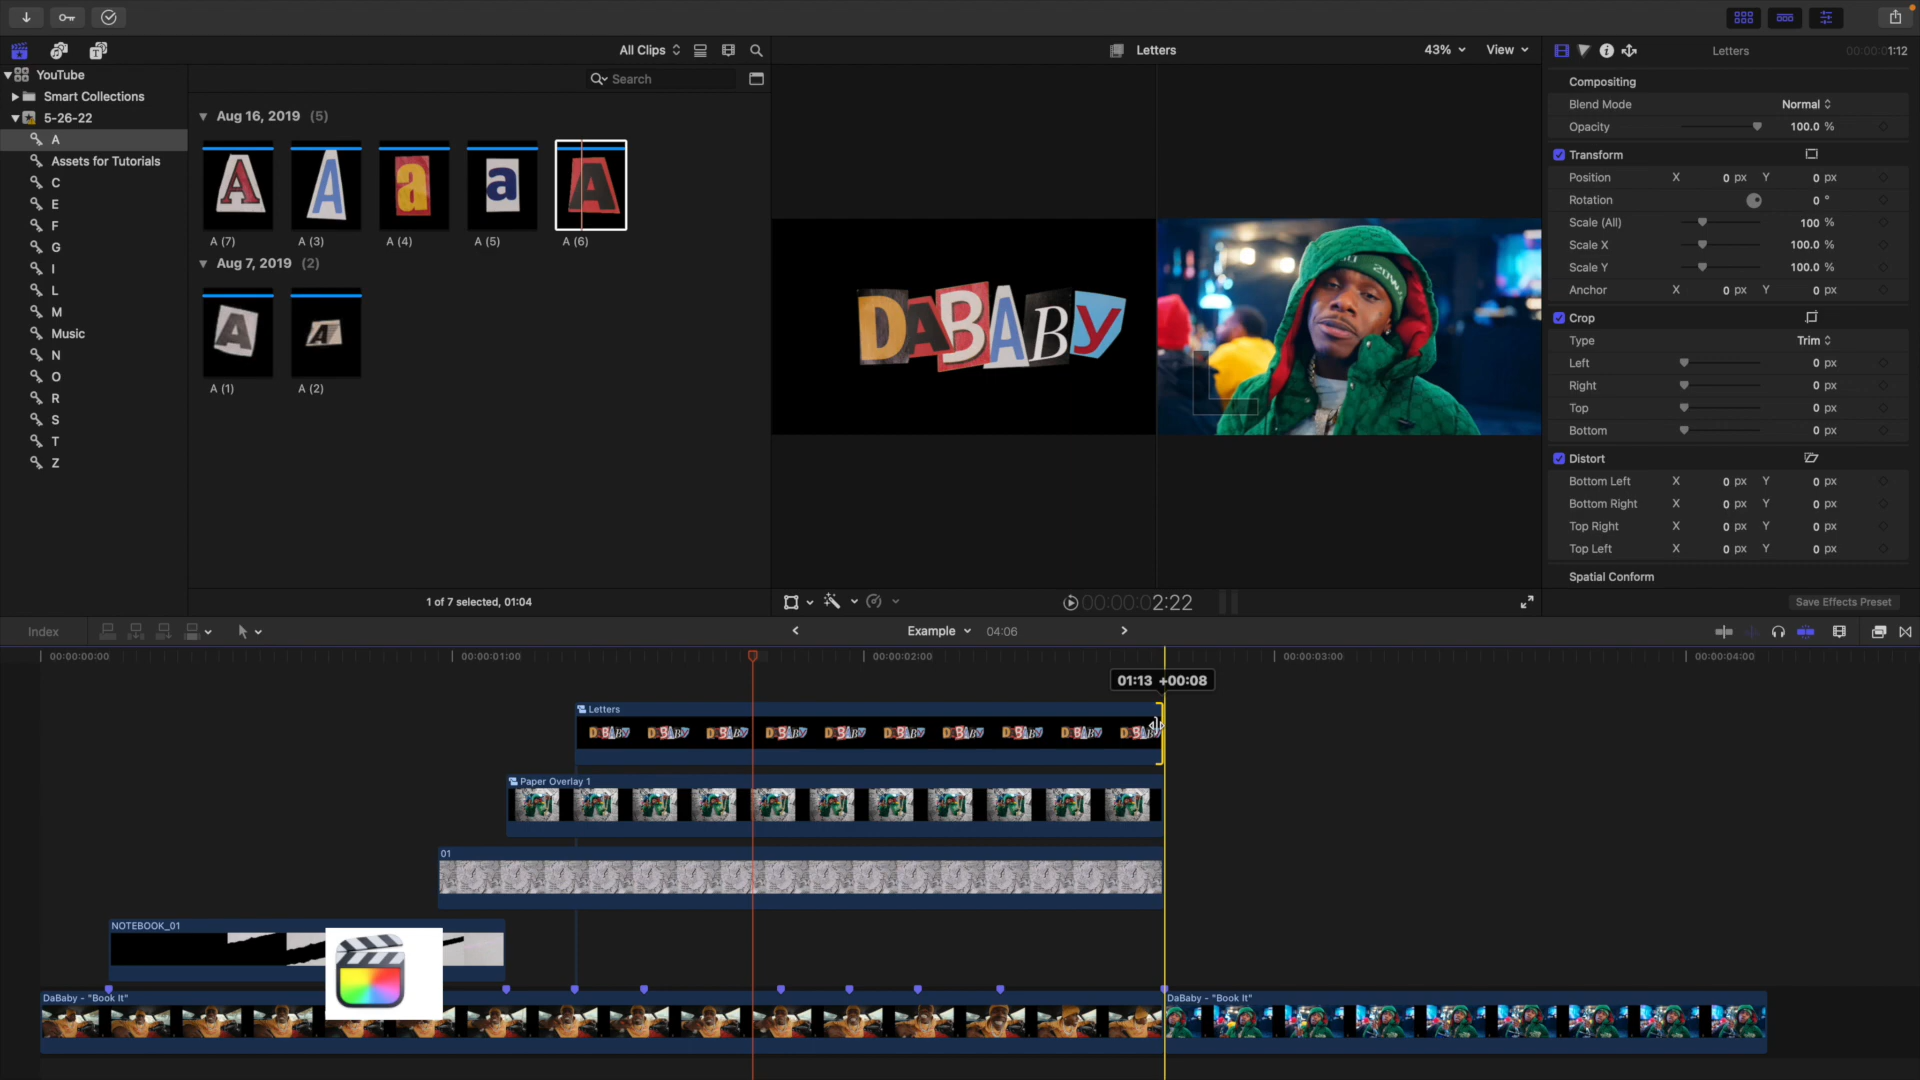 All Clips
Letters
43%
View
Letters
00:00:01:12
YouTube
Search
Compositing
Smart Collections
Blend Mode
Normal
5-26-22
Aug 16, 2019 (5)
Opacity
100.0 %
A
Transform
Assets for Tutorials
Position X 0 px Y 0 px
C
Rotation 0 °
E
Scale (All) 100 %
F
A (7)
A (3)
A (4)
A (5)
A (6)
Scale X 100.0 %
G
Aug 7, 2019 (2)
Scale Y 100.0 %
I
Anchor X 0 px Y 0 px
L
DABABy
M
Crop
Music
Type Trim
N
Left 0 px
O
A (1)
A (2)
Right 0 px
R
Top 0 px
S
Bottom 0 px
T
Distort
Z
Bottom Left X 0 px Y 0 px
Bottom Right X 0 px Y 0 px
Top Right X 0 px Y 0 px
Top Left X 0 px Y 0 px
Spatial Conform
1 of 7 selected, 01:04
00:00:02:22
Save Effects Preset
Index
Example
04:06
00:00:00:00
00:00:01:00
00:00:02:00
00:00:03:00
00:00:04:00
01:13 +00:08
Letters
Paper Overlay 1
01
NOTEBOOK_01
DaBaby - "Book It"
DaBaby - "Book It"